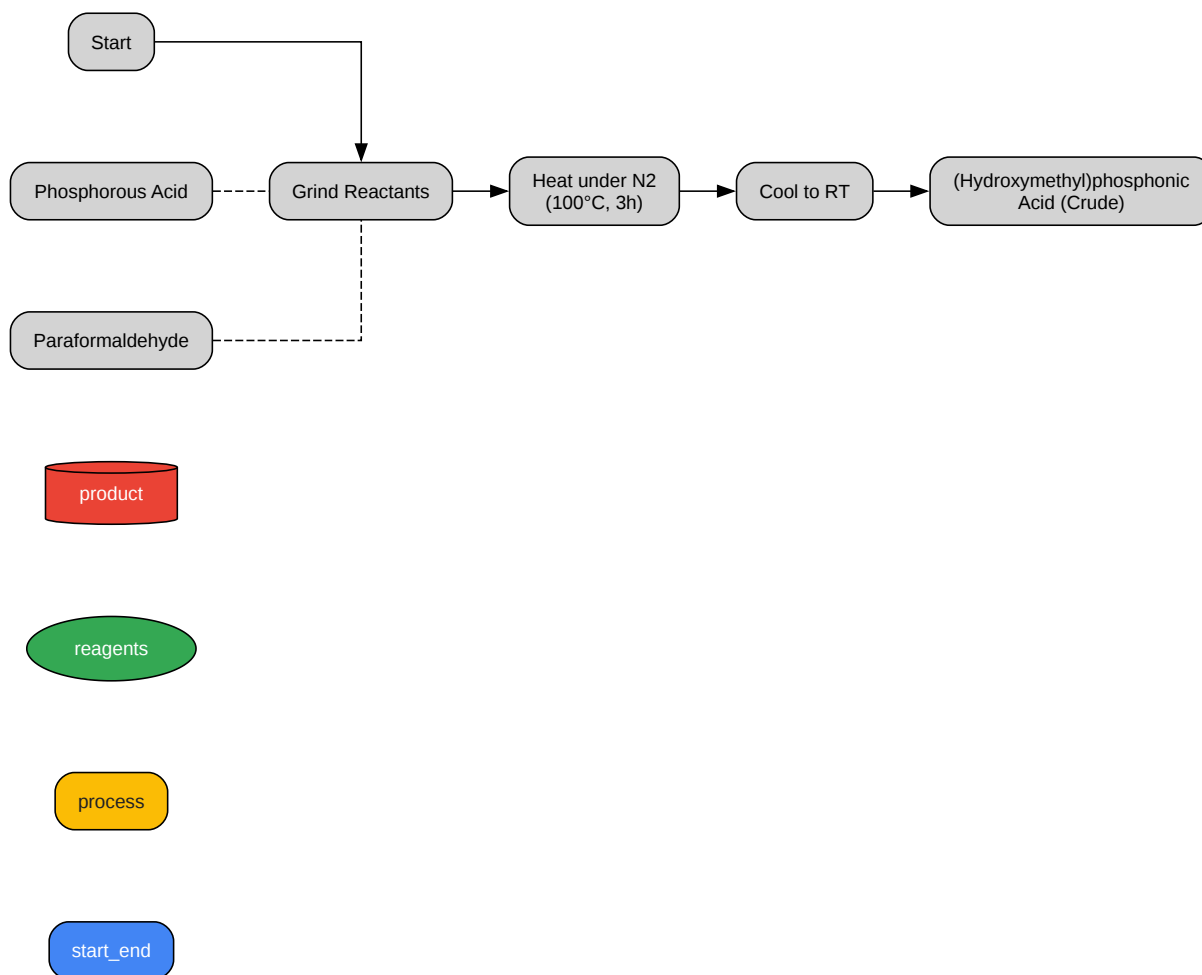 Start
Phosphorous Acid
Grind Reactants
Heat under N2
(100°C, 3h)
Cool to RT
(Hydroxymethyl)phosphonic
Acid (Crude)
Paraformaldehyde
product
reagents
process
start_end